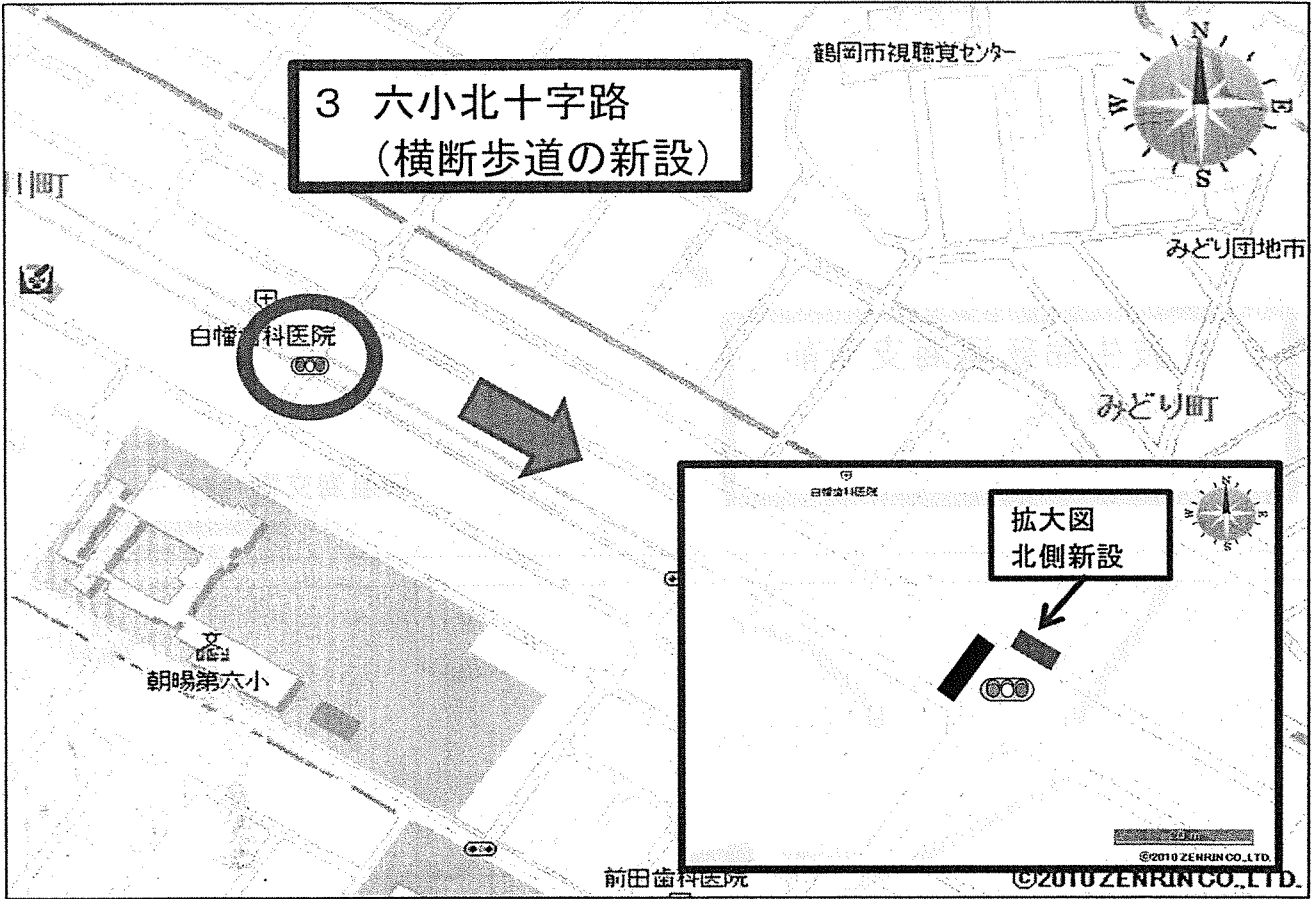 鶴岡市視聴覚センター
3 六小北十字路
(横断歩道の新設)
N
W
E
S
川町
みどり団地市
白幡歯科医院
みどり町
白幡歯科医院
N
W
E
S
拡大図
北側新設
文
朝暘第六小
©2010 ZENRIN CO., LTD.
前田歯科医院
©2010 ZENRIN CO., LTD.